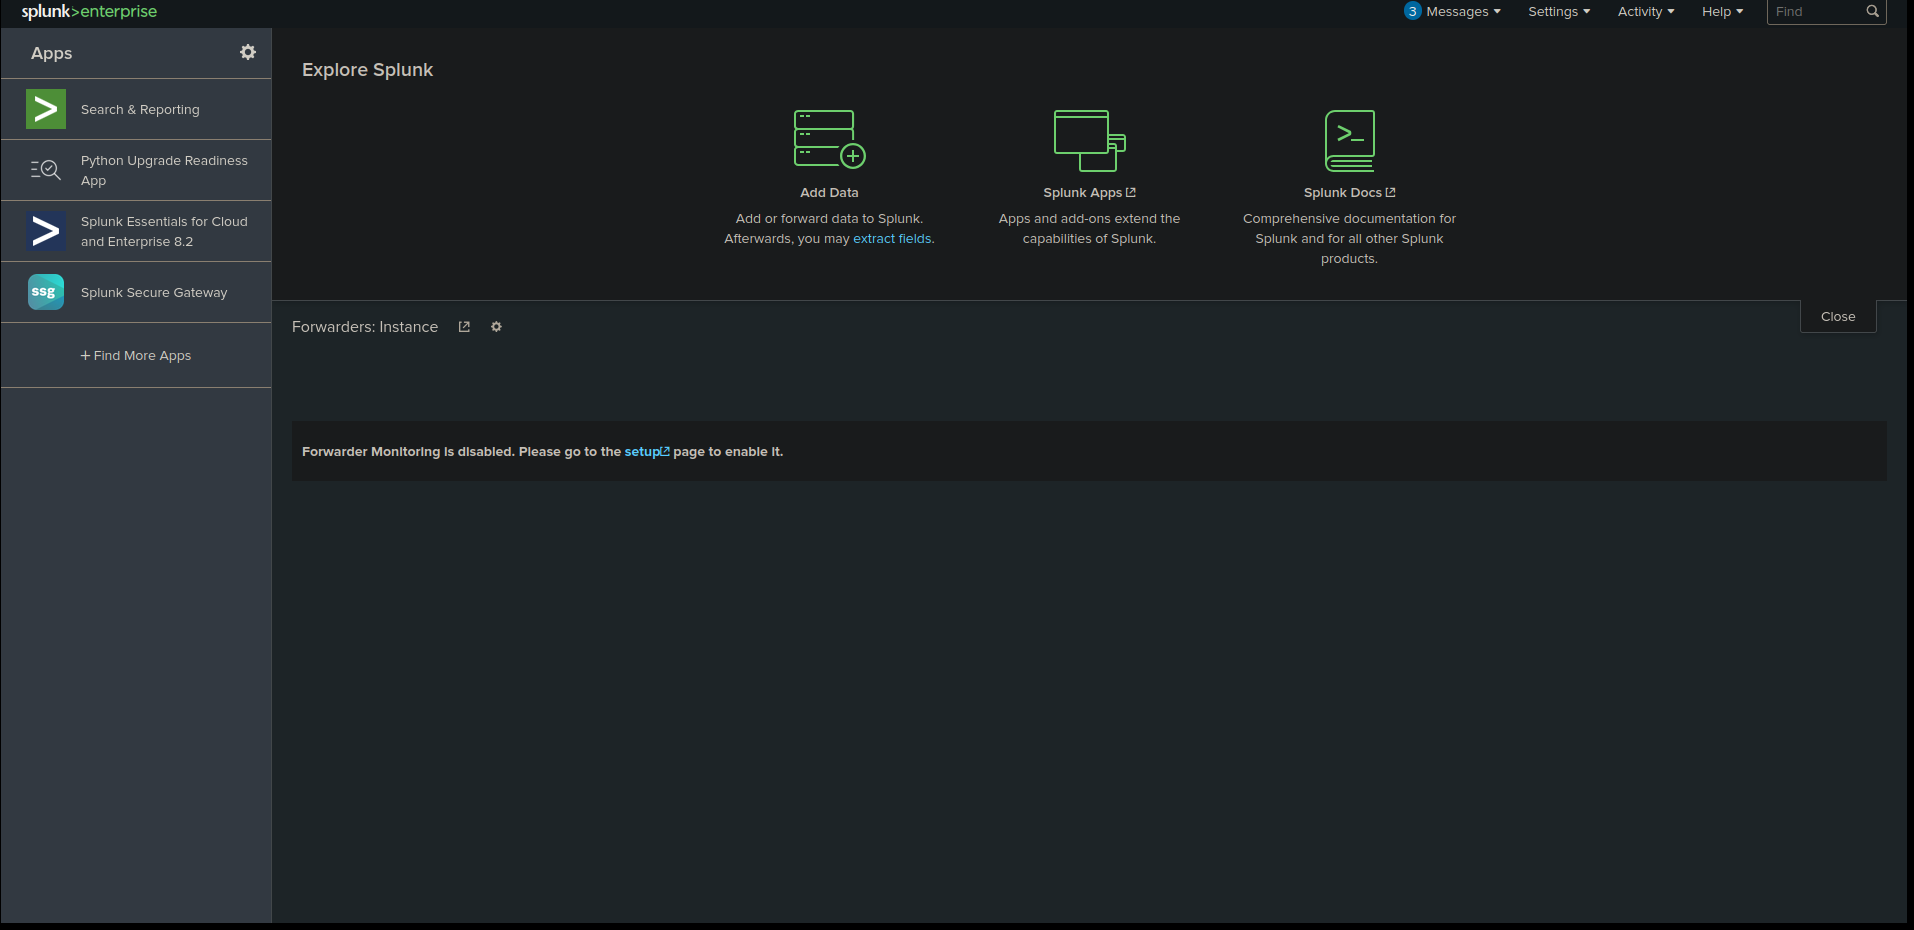 splunk>enterprise
3 Messages Settings Activity Help Find
Apps
Search & Reporting
Python Upgrade Readiness
App
Splunk Essentials for Cloud
and Enterprise 8.2
ssg
Splunk Secure Gateway
+ Find More Apps
Explore Splunk
>_
Add Data
Add or forward data to Splunk.
Afterwards, you may extract fields.
Splunk Apps
Apps and add-ons extend the
capabilities of Splunk.
Splunk Docs
Comprehensive documentation for
Splunk and for all other Splunk
products.
Forwarders: Instance
Close
Forwarder Monitoring is disabled. Please go to the setup page to enable it.